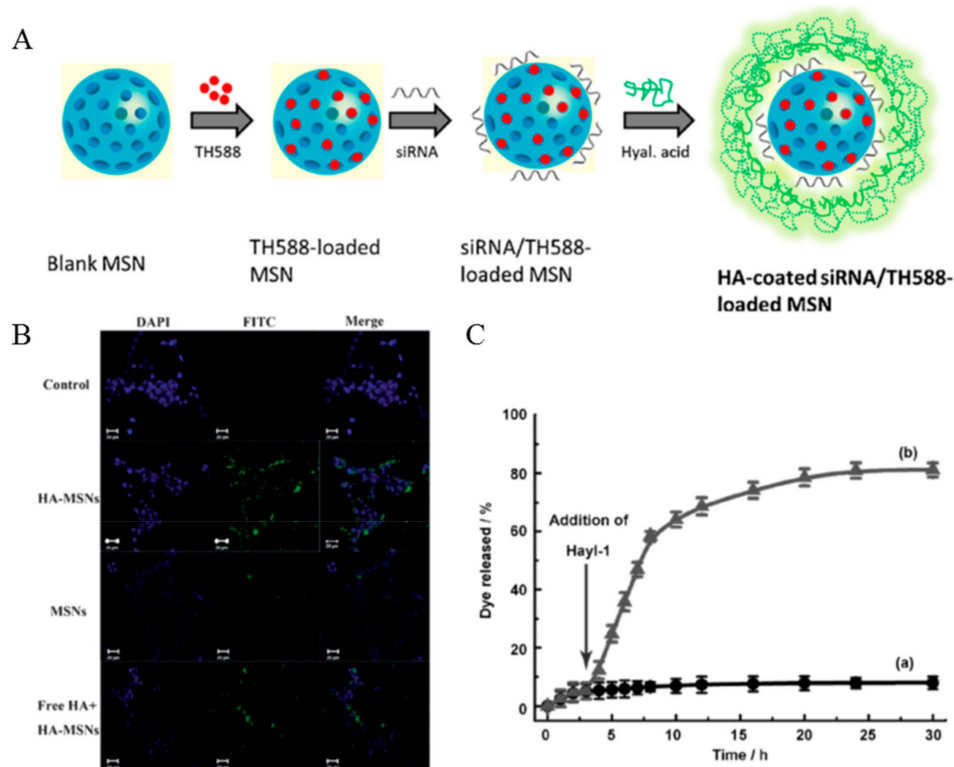 A
TH588
siRNA
Hyal. acid
Blank MSN
TH588-loaded
MSN
siRNA/TH588-
loaded MSN
HA-coated siRNA/TH588-
loaded MSN
B
DAPI FITC Merge
Control
HA-MSNs
MSNs
Free HA+
HA-MSNs
C
100
80
60
40
20
0
Dye released / %
Addition of
Hayl-1
(b)
(a)
0 5 10 15 20 25 30
Time / h